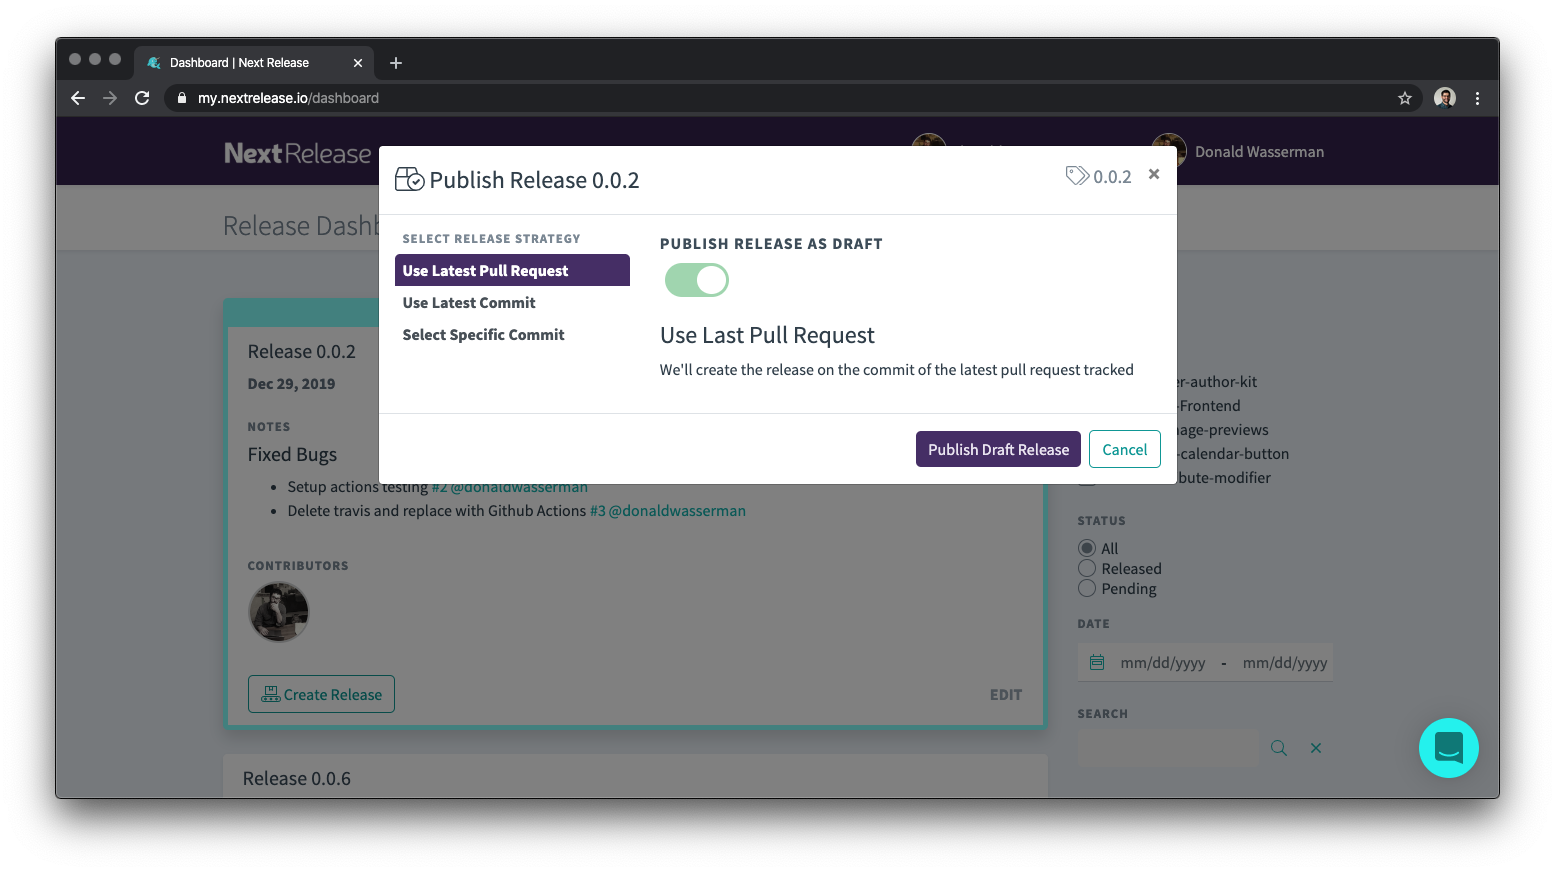 Dashboard | Next Release
my.nextrelease.io/dashboard
NextRelease
Donald Wasserman
Publish Release 0.0.2
0.0.2
Release Dashb
SELECT RELEASE STRATEGY
Use Latest Pull Request
Use Latest Commit
Select Specific Commit
PUBLISH RELEASE AS DRAFT
Use Last Pull Request
We'll create the release on the commit of the latest pull request tracked
Publish Draft Release
Cancel
Release 0.0.2
Dec 29, 2019
NOTES
Fixed Bugs
Setup actions testing #2 @donaldwasserman
Delete travis and replace with Github Actions #3 @donaldwasserman
CONTRIBUTORS
Create Release
EDIT
Release 0.0.6
er-author-kit
-Frontend
age-previews
-calendar-button
bute-modifier
STATUS
All
Released
Pending
DATE
mm/dd/yyyy - mm/dd/yyyy
SEARCH